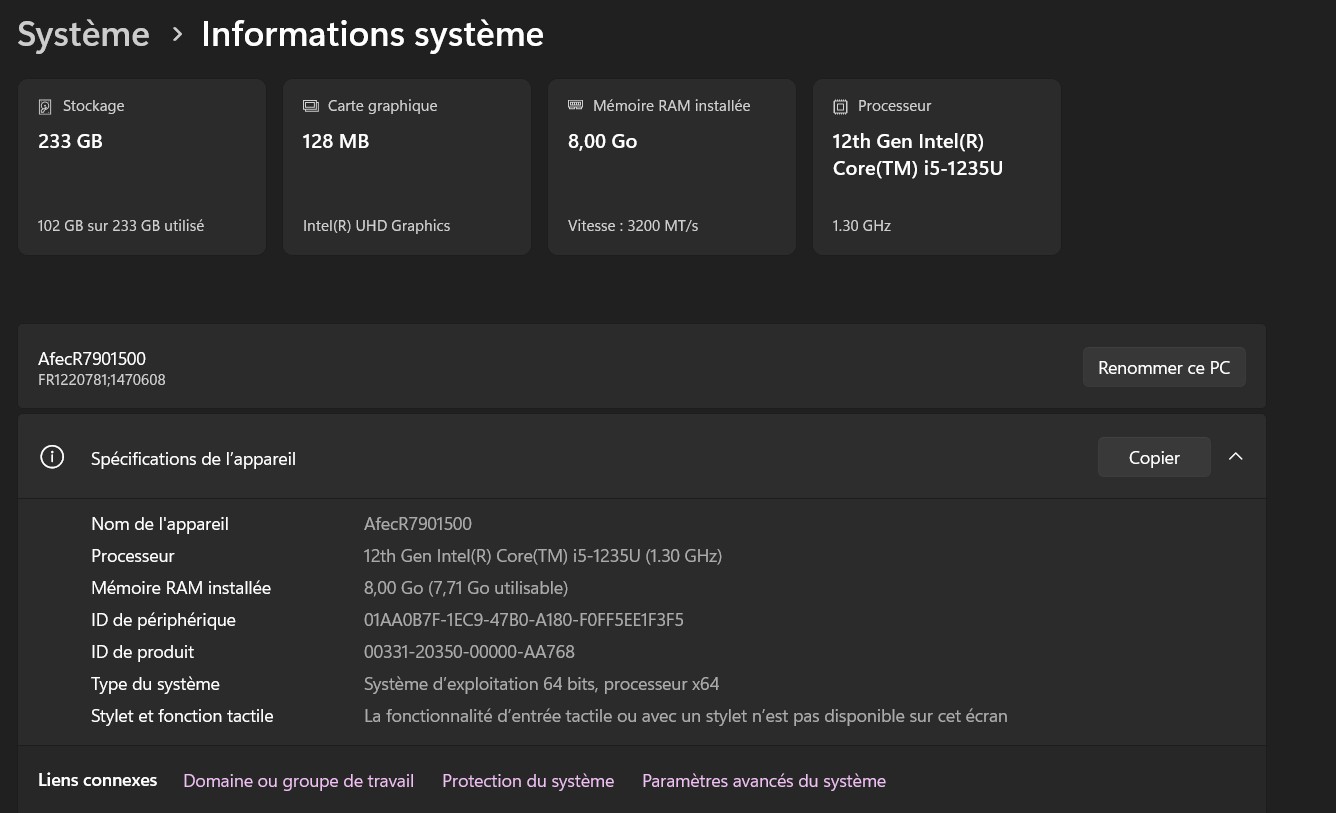 Système > Informations système
Stockage
233 GB
102 GB sur 233 GB utilisé
Carte graphique
128 MB
Intel(R) UHD Graphics
Mémoire RAM installée
8,00 Go
Vitesse : 3200 MT/s
Processeur
12th Gen Intel(R)
Core(TM) i5-1235U
1.30 GHz
AfecR7901500
FR1220781;1470608
Renommer ce PC
Spécifications de l’appareil
Copier
Nom de l'appareil AfecR7901500
Processeur 12th Gen Intel(R) Core(TM) i5-1235U (1.30 GHz)
Mémoire RAM installée 8,00 Go (7,71 Go utilisable)
ID de périphérique 01AA0B7F-1EC9-47B0-A180-F0FF5EE1F3F5
ID de produit 00331-20350-00000-AA768
Type du système Système d’exploitation 64 bits, processeur x64
Stylet et fonction tactile La fonctionnalité d’entrée tactile ou avec un stylet n’est pas disponible sur cet écran
Liens connexes Domaine ou groupe de travail Protection du système Paramètres avancés du système